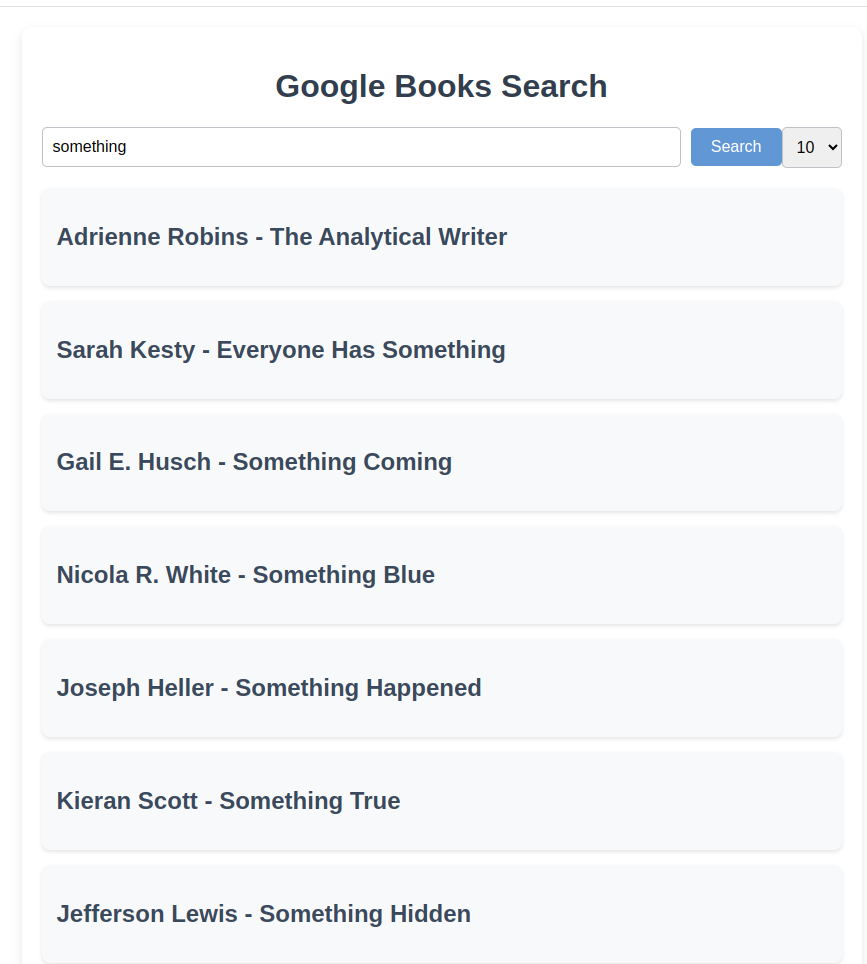 Google Books Search
something Search 10
Adrienne Robins - The Analytical Writer
Sarah Kesty - Everyone Has Something
Gail E. Husch - Something Coming
Nicola R. White - Something Blue
Joseph Heller - Something Happened
Kieran Scott - Something True
Jefferson Lewis - Something Hidden